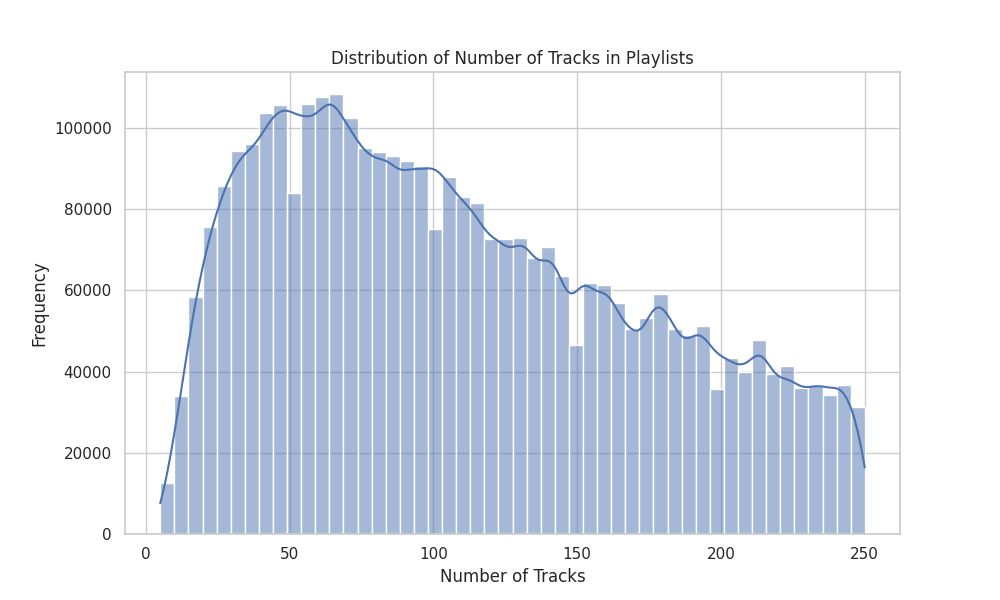 Distribution of Number of Tracks in Playlists
Frequency
100000
80000
60000
40000
20000
0
0 50 100 150 200 250
Number of Tracks